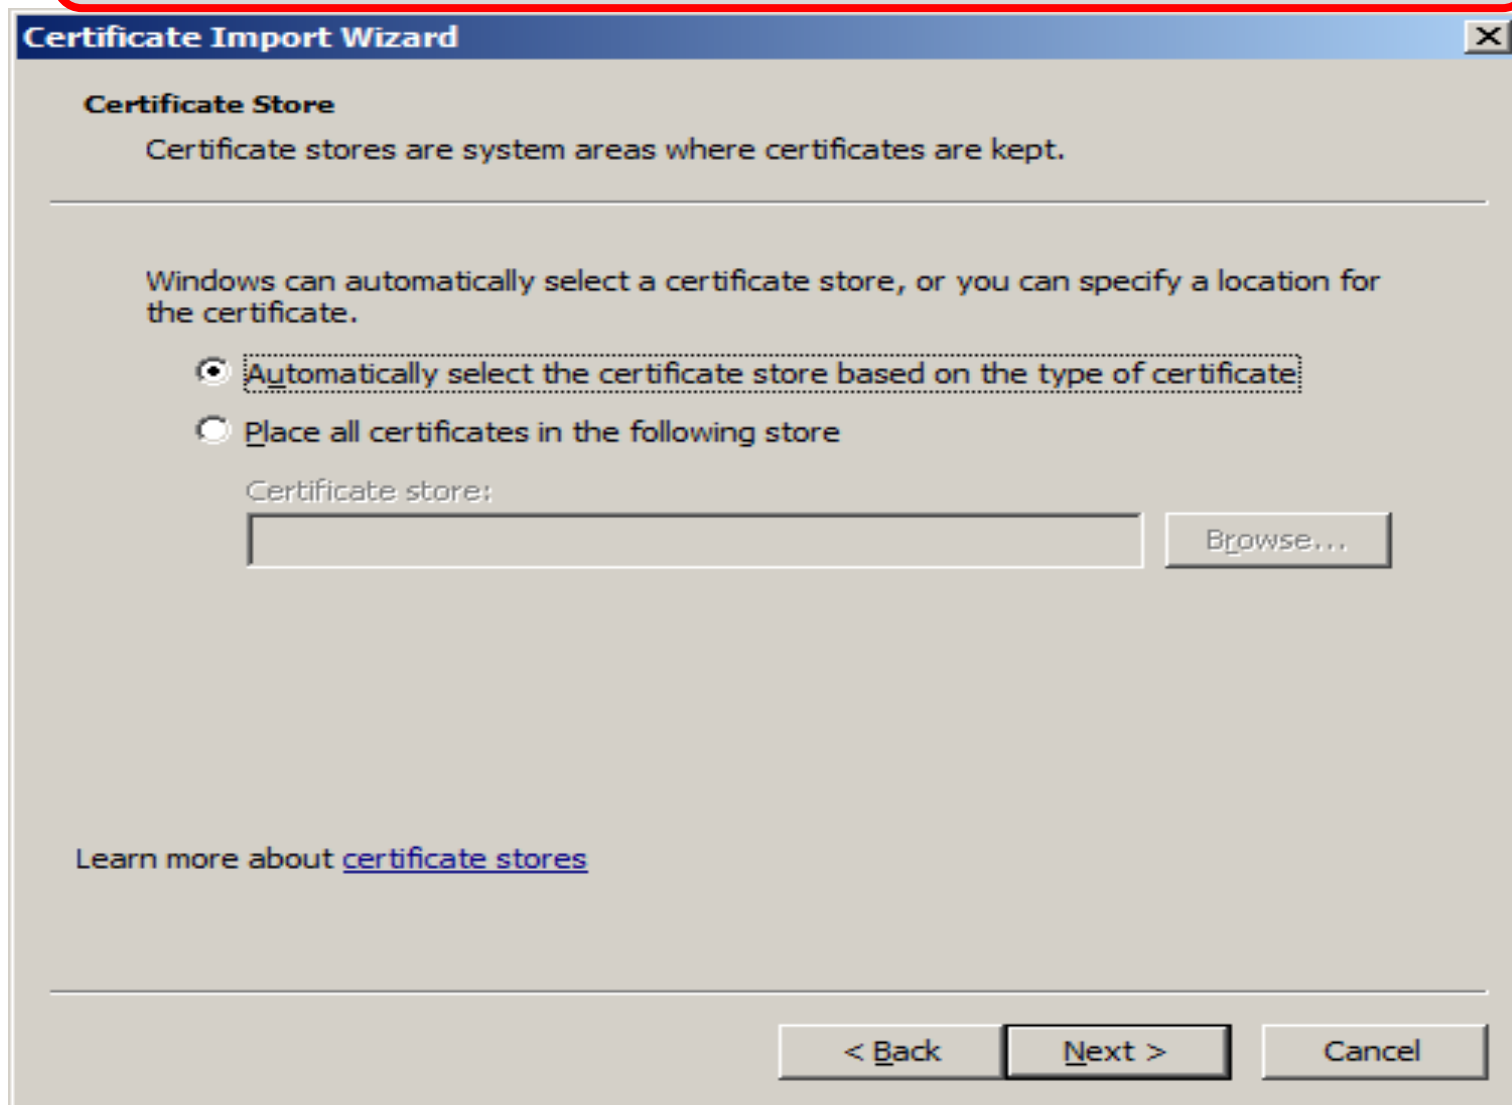 Certificate Import Wizard
Certificate Store
Certificate stores are system areas where certificates are kept.
Windows can automatically select a certificate store, or you can specify a location for
the certificate.
Automatically select the certificate store based on the type of certificate
Place all certificates in the following store
Certificate store:
Browse...
Learn more about certificate stores
< Back Next > Cancel